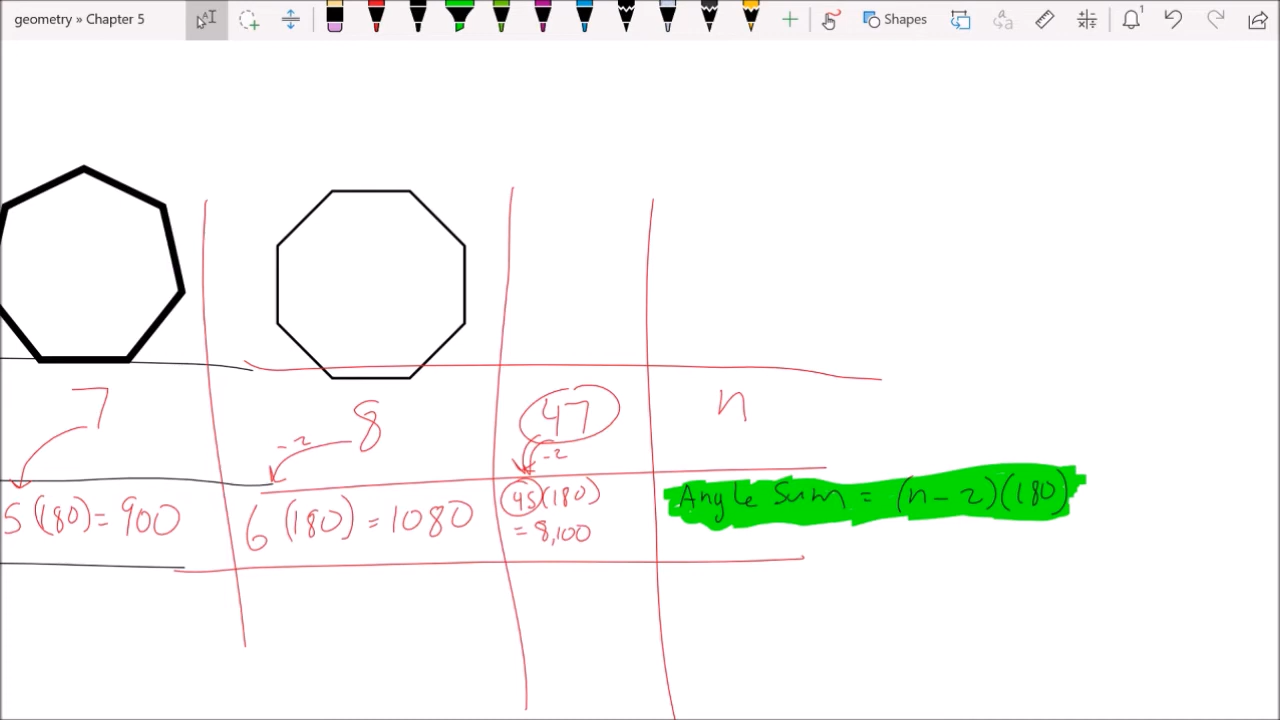 geometry » Chapter 5
Shapes
1
7
-2
8
47
-2
n
5(180)=900
6(180)=1080
45(180)
=8,100
Angle Sum = (n-2)(180)